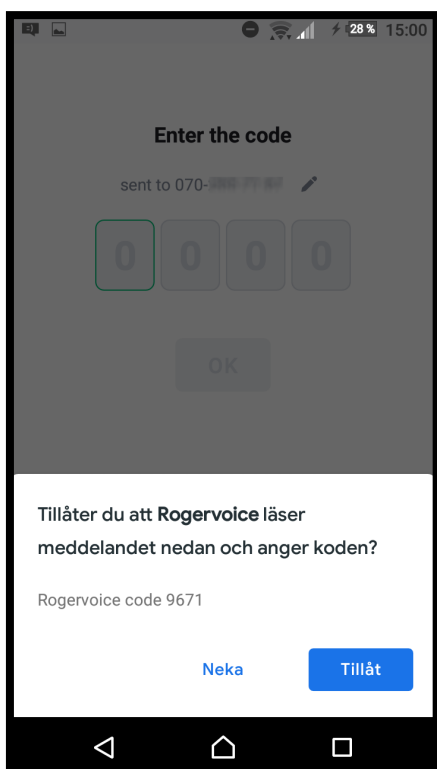 28 % 15:00
Enter the code
sent to 070-
0 0 0 0
OK
Tillåter du att Rogervoice läser
meddelandet nedan och anger koden?
Rogervoice code 9671
Neka Tillåt